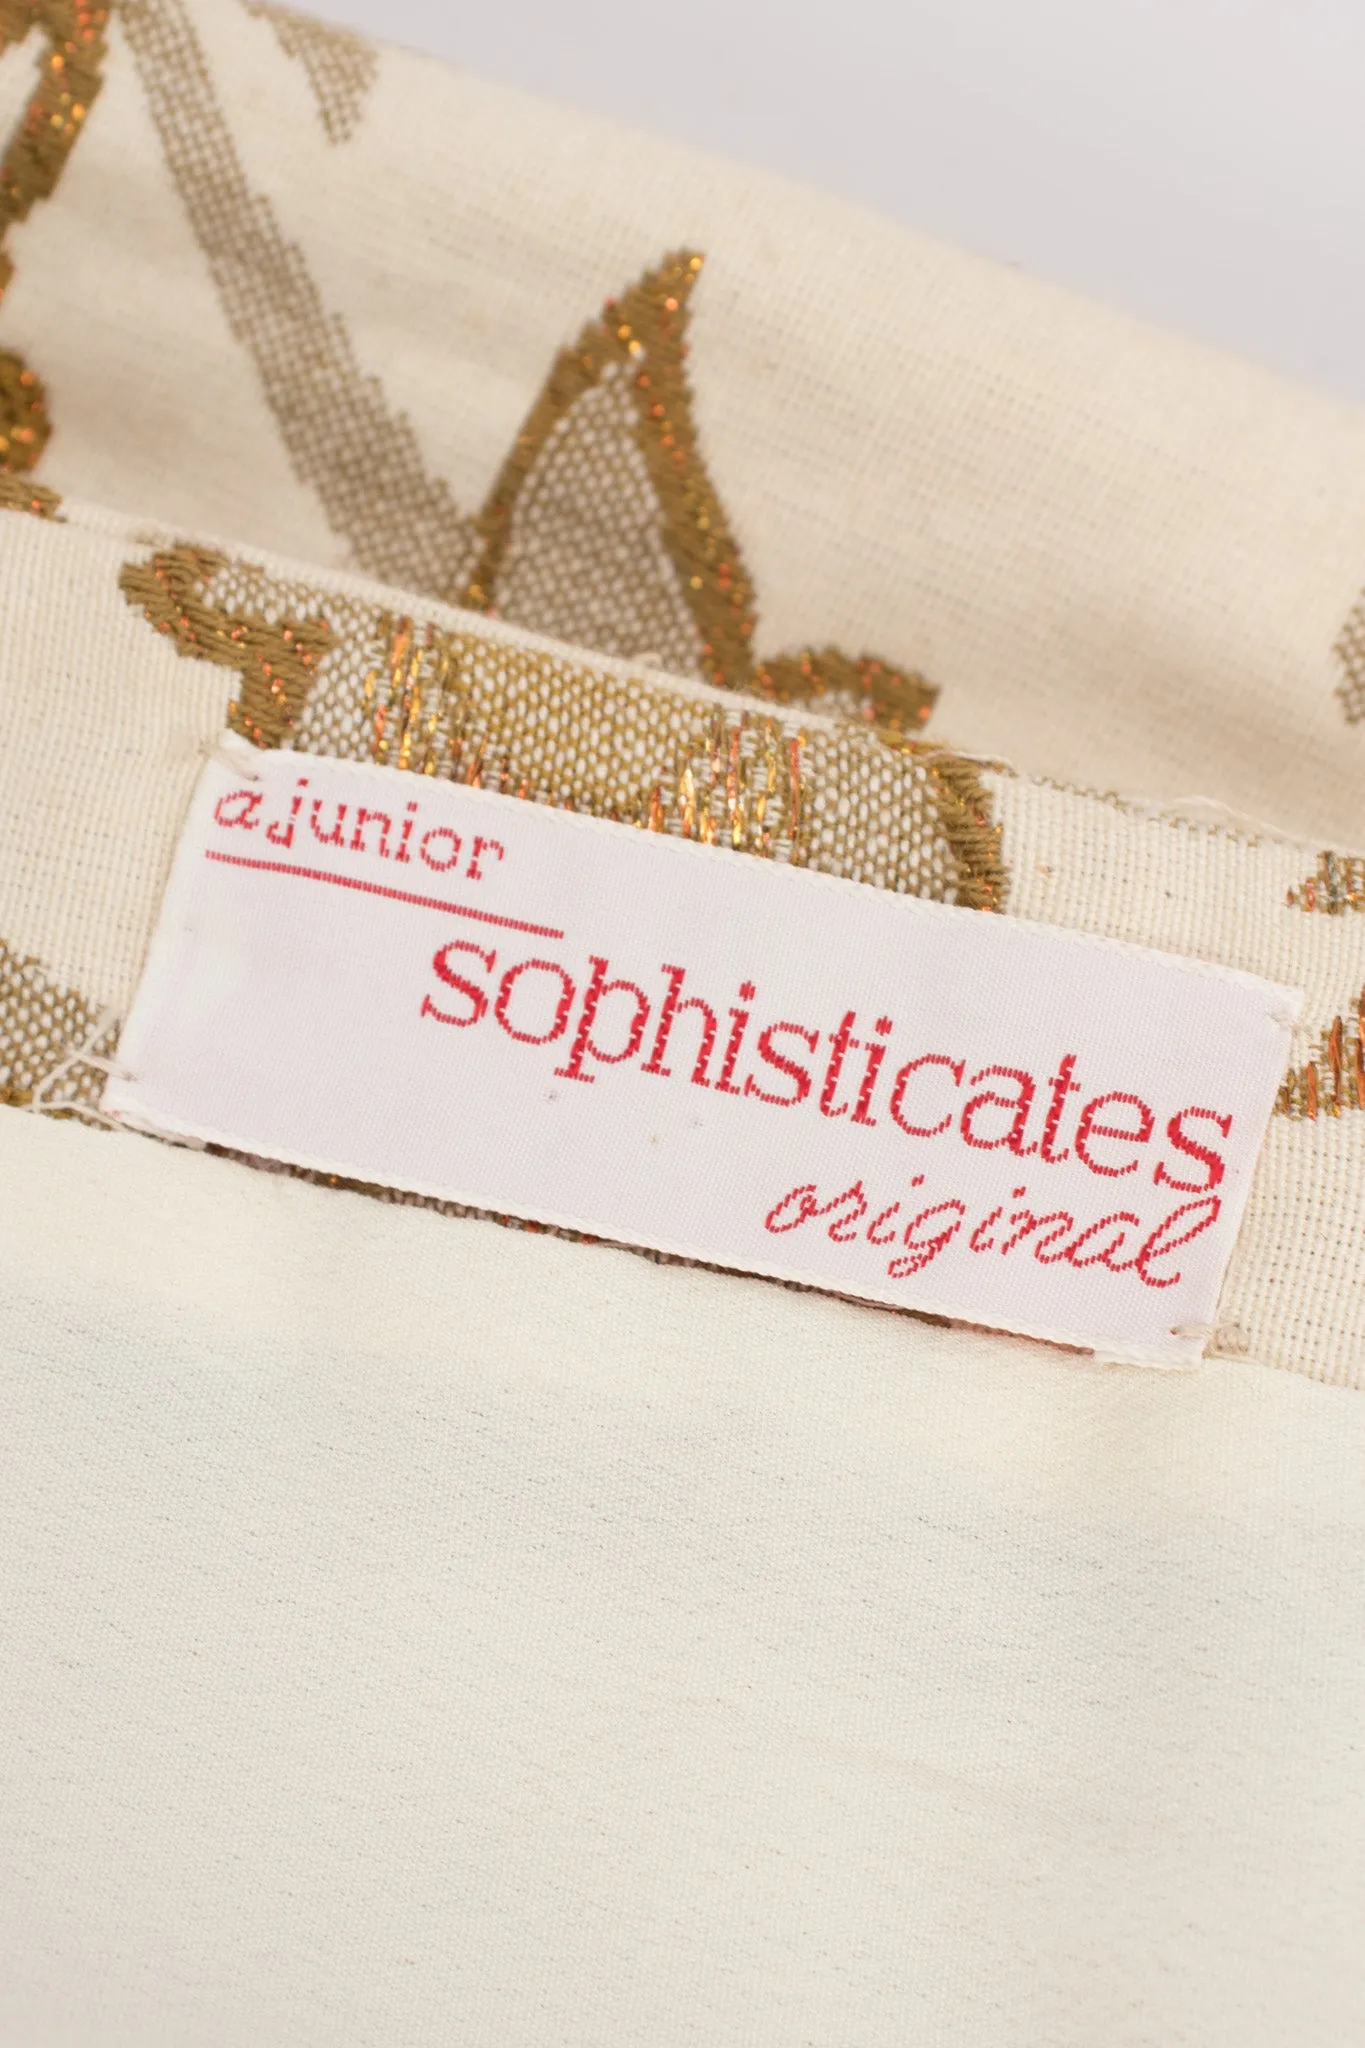 a junior
sophisticates
original